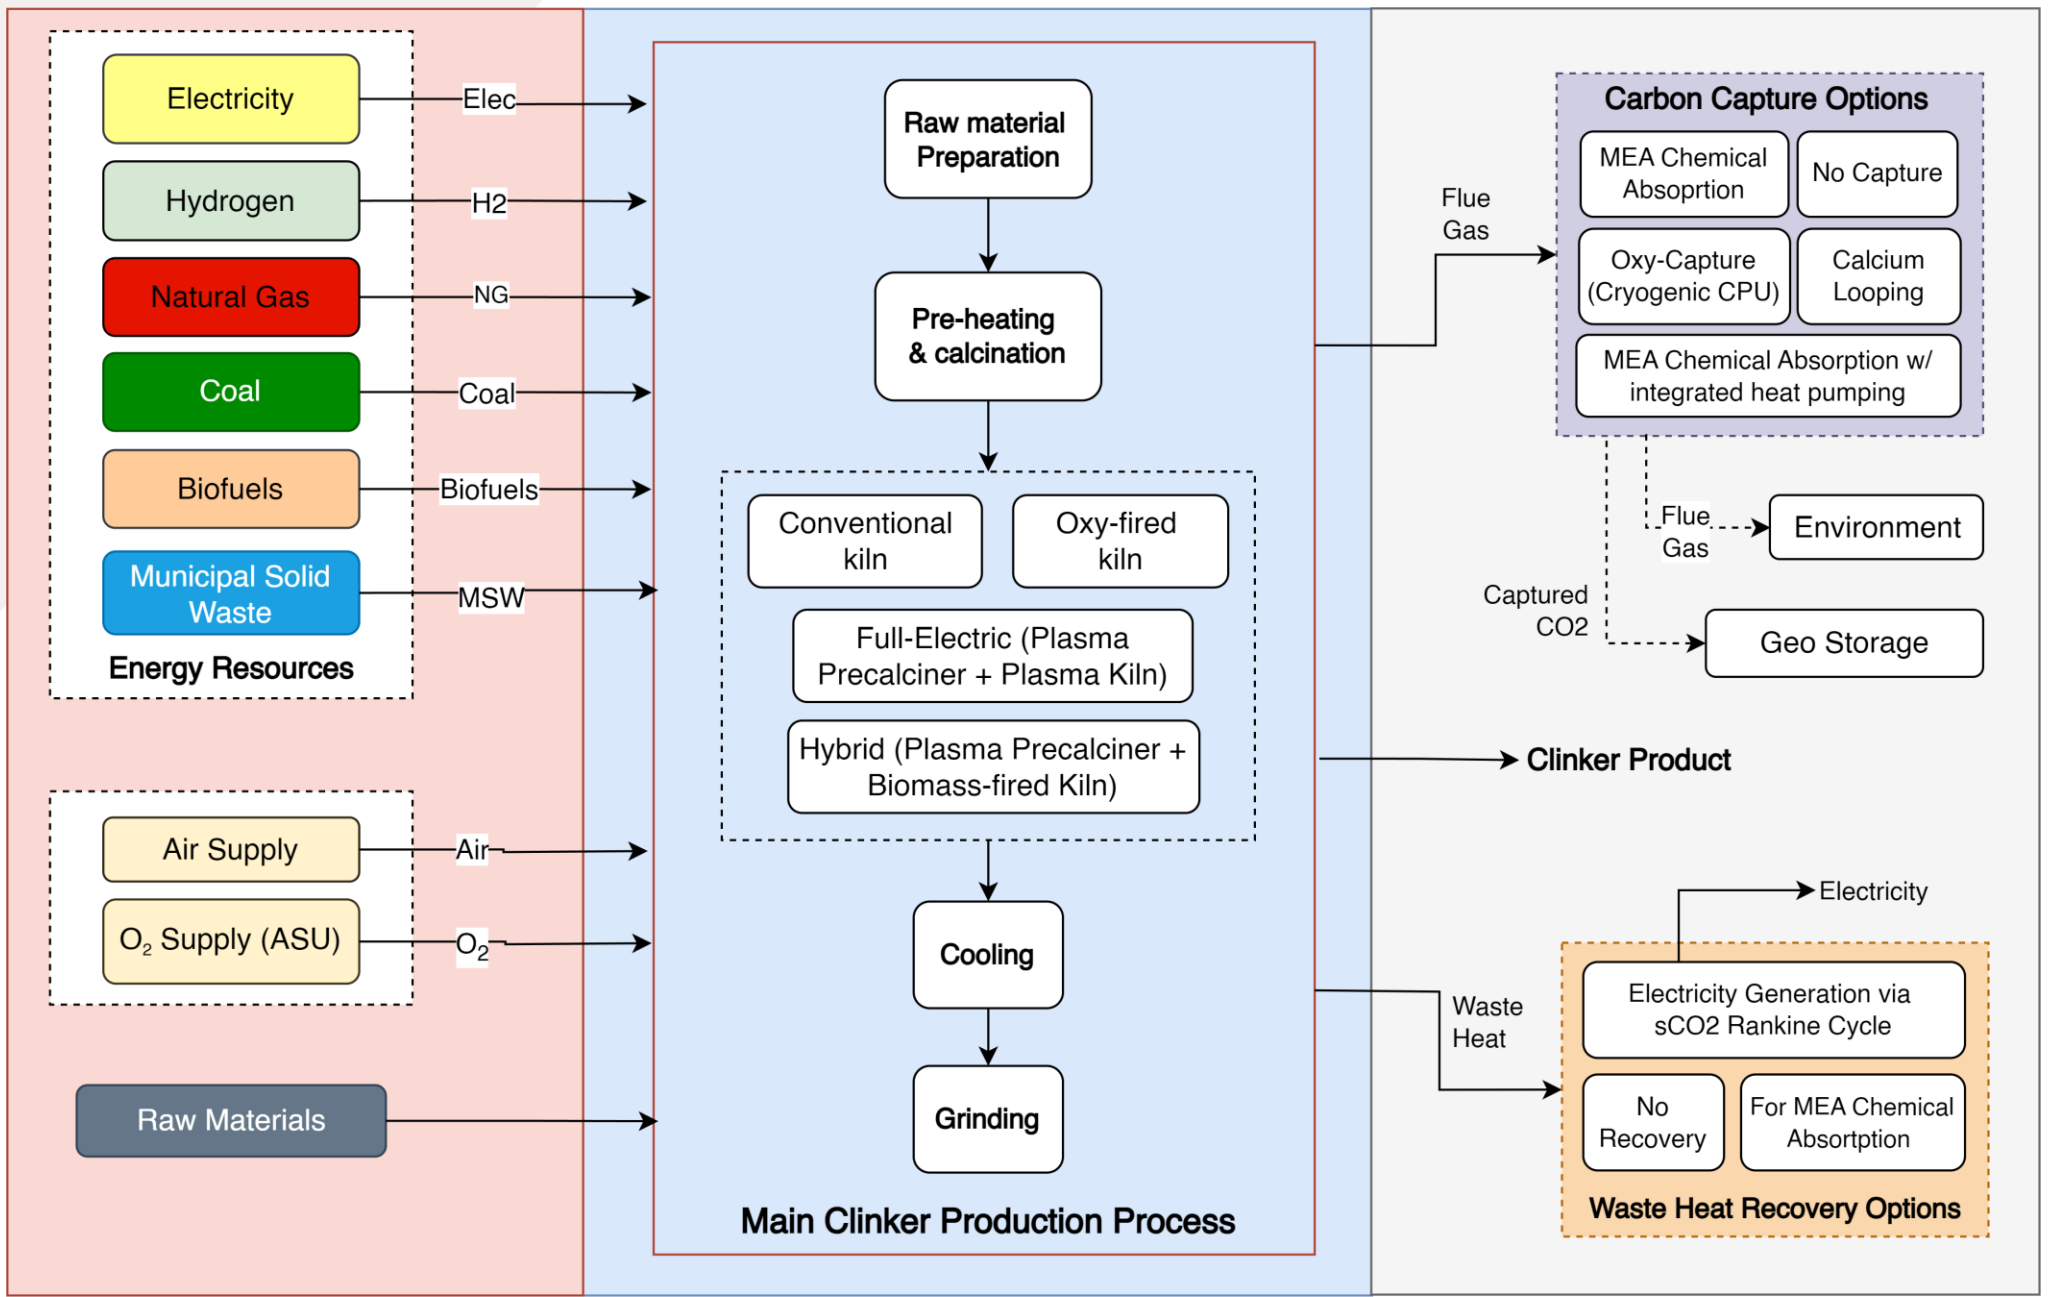 Electricity
Elec
Hydrogen
H2
Natural Gas
NG
Coal
Coal
Biofuels
Biofuels
Municipal Solid
Waste
MSW
Energy Resources
Air Supply
Air
O₂ Supply (ASU)
O₂
Raw Materials
Raw material
Preparation
Pre-heating
& calcination
Conventional
kiln
Oxy-fired
kiln
Full-Electric (Plasma
Precalciner + Plasma Kiln)
Hybrid (Plasma Precalciner +
Biomass-fired Kiln)
Cooling
Grinding
Main Clinker Production Process
Flue
Gas
Carbon Capture Options
MEA Chemical
Absoprtion
No Capture
Oxy-Capture
(Cryogenic CPU)
Calcium
Looping
MEA Chemical Absorption w/
integrated heat pumping
Flue
Gas
Environment
Captured
CO2
Geo Storage
Clinker Product
Electricity
Waste
Heat
Electricity Generation via
sCO2 Rankine Cycle
No
Recovery
For MEA Chemical
Absortption
Waste Heat Recovery Options